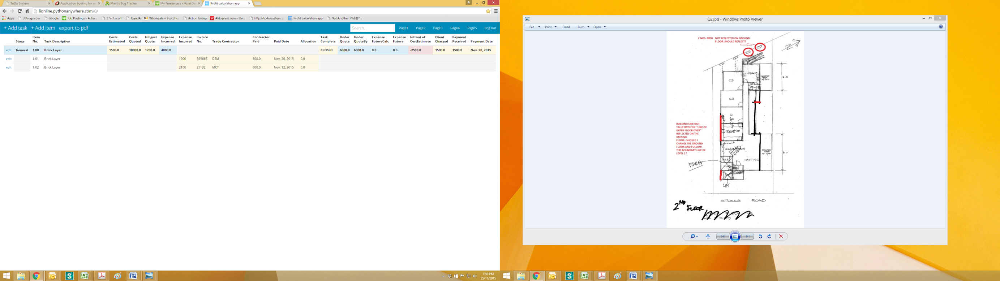 ToDo System
Application hosting for we
Mantis Bug Tracker
My Freelancers - Asset Sa
Profit calculation app
lionline.pythonanywhere.com/0/
Apps 33frogs.com Google Job Postings - Actio... 27ants.com QandA Wholesale – Buy Chi... Action Group AliExpress.com - On... http://todo-system.... Profit calculation app Not Another F%$@"...
+ Add task + Add item export to pdf Search... Page1 Page2 Page3 Page4 Page5 Log out
Stage Item No. Task Description Costs Estimated Costs Quoted Hihgest Quote Expense Incurred Expense Incurred Invoice No. Trade Contractor Contractor Paid Paid Date Allocation Task Complete Under Quote Under QuoteBy Expense FutureCalc Expense Future Infront of CostEstimate Client Charged Payment Received Payment Date
edit General 1.00 Brick Layer 1500.0 10000.0 1700.0 4000.0 CLOSED 6000.0 6000.0 0.0 0.0 -2500.0 1500.0 1500.0 Nov. 20, 2015
edit 1.01 Brick Layer 1900 565667 DSM 600.0 Nov. 26, 2015 0.0
edit 1.02 Brick Layer 2100 25132 MCT 600.0 Nov. 12, 2015 0.0
1:50 PM
25/11/2015
Q2.jpg - Windows Photo Viewer
File Print Email Burn Open
2 NOS. PIERS NOT REFLECTED ON GROUND
FLOOR..SHOULD REFLECT?
STAFF
ROOFED
AREA
TO GFF
C3
C2
C1
RECEPTION
BUILDING LINE NOT
TALLY WITH THE "LINE OF
UPPER FLOOR OVER"
REFLECTED ON THE
GROUND
FLOOR...SHOULD I
CHANGE THE GROUND
FLOOR AND FOLLOW
THIS BOUNDARY LINE OF
LEVEL 2?
RECEPTION
ROOFED
AREA
TO GFF
WAITING
DISABLED
LOBBY
LIFT
STOKES ROAD
2ND FLOOR